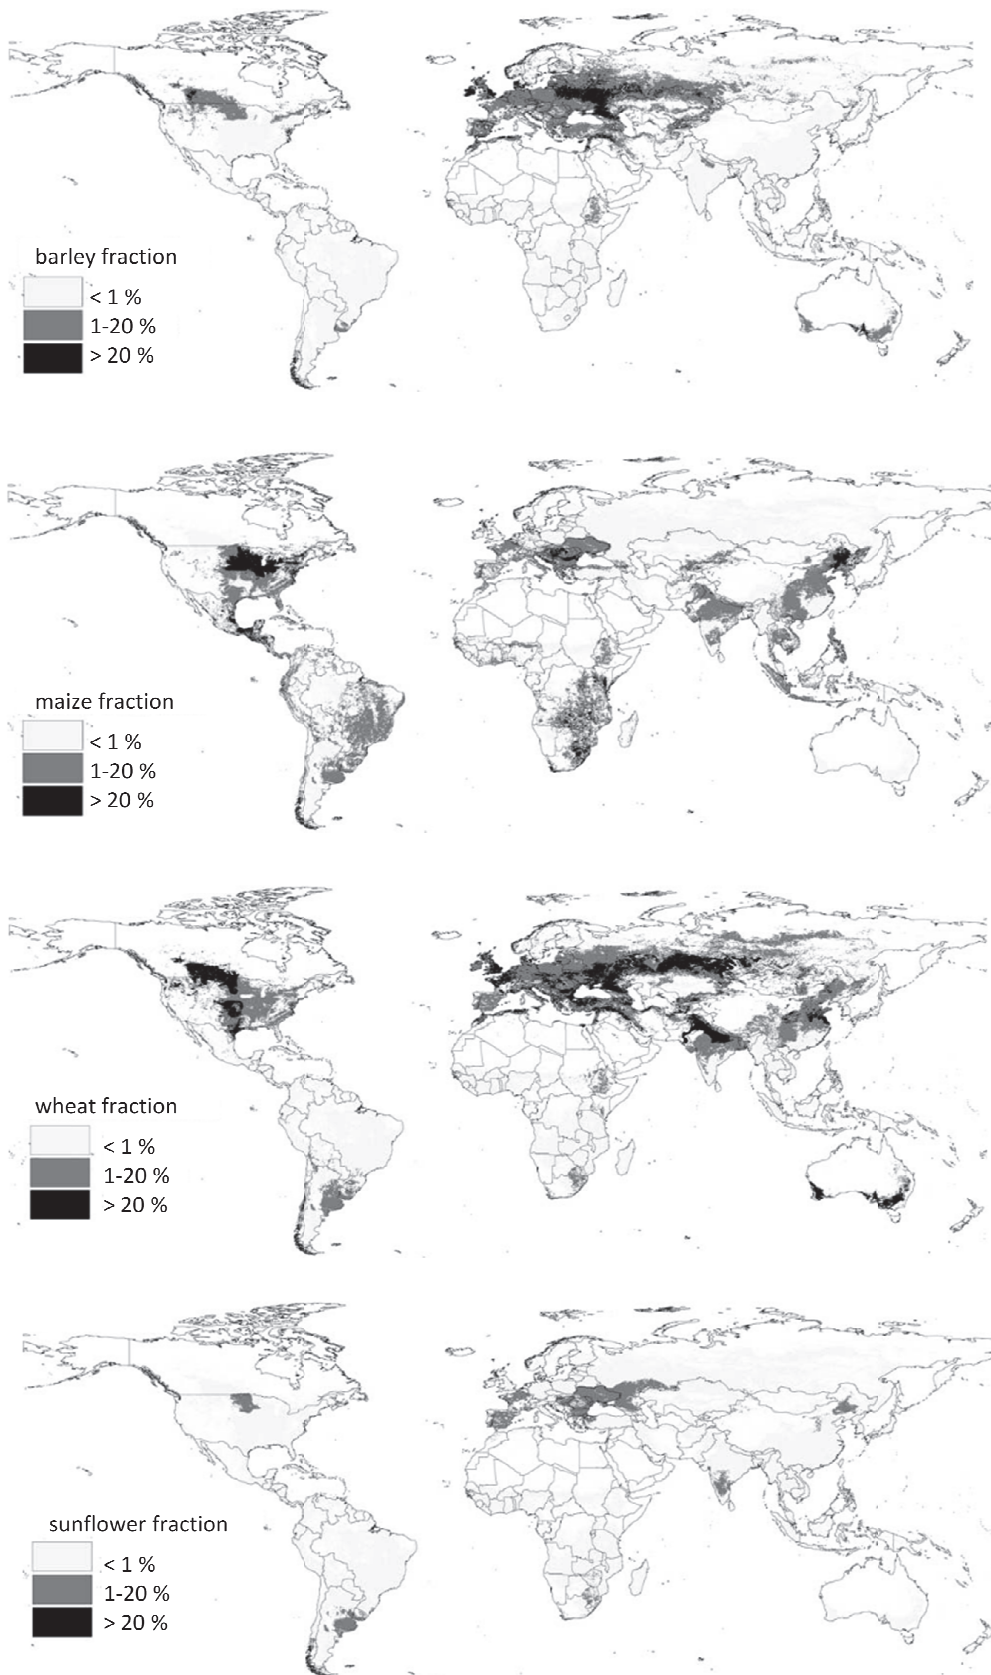 barley fraction
< 1 %
1-20 %
> 20 %
maize fraction
< 1 %
1-20 %
> 20 %
wheat fraction
< 1 %
1-20 %
> 20 %
sunflower fraction
< 1 %
1-20 %
> 20 %